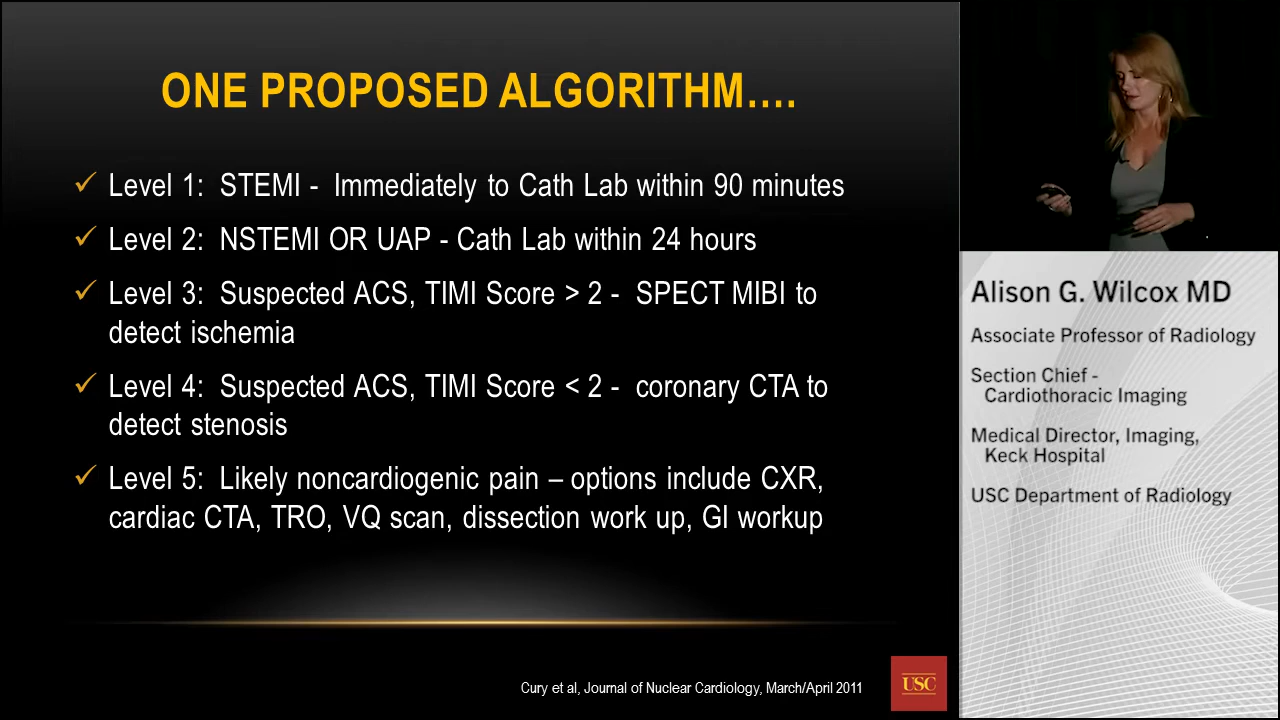 ONE PROPOSED ALGORITHM....
✓ Level 1: STEMI - Immediately to Cath Lab within 90 minutes
✓ Level 2: NSTEMI OR UAP - Cath Lab within 24 hours
✓ Level 3: Suspected ACS, TIMI Score > 2 - SPECT MIBI to
detect ischemia
✓ Level 4: Suspected ACS, TIMI Score < 2 - coronary CTA to
detect stenosis
✓ Level 5: Likely noncardiogenic pain – options include CXR,
cardiac CTA, TRO, VQ scan, dissection work up, GI workup
Cury et al, Journal of Nuclear Cardiology, March/April 2011
USC
Alison G. Wilcox MD
Associate Professor of Radiology
Section Chief -
Cardiothoracic Imaging
Medical Director, Imaging,
Keck Hospital
USC Department of Radiology